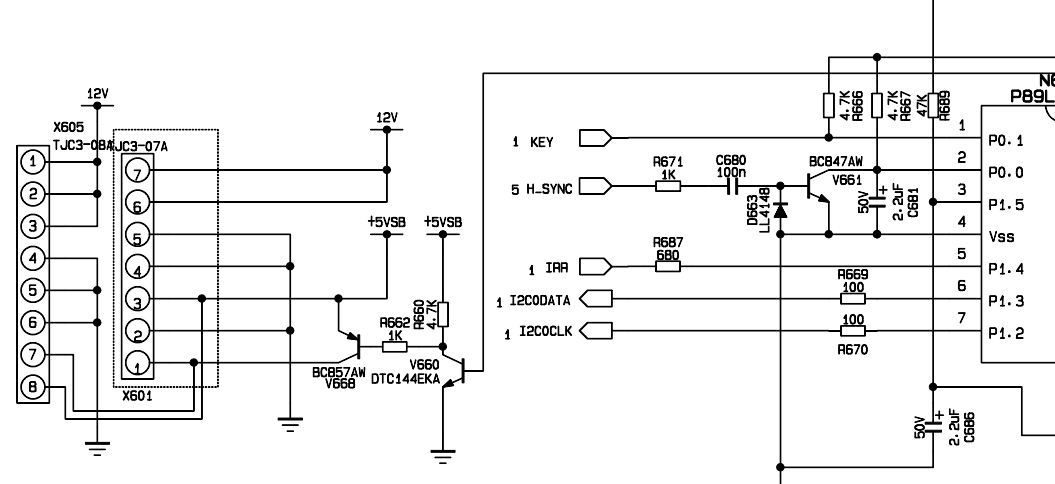 12V
X605
TJC3-08A
1
2
3
4
5
6
7
8
TJC3-07A
7
6
5
4
3
2
1
X601
12V
+5VSB
+5VSB
R660
4.7K
R662
1K
BC857AW
V668
V660
DTC144EKA
1 KEY
5 H_SYNC
1 IRR
1 I2C0DATA
1 I2C0CLK
R671
1K
C680
100n
D663
LL4148
BC847AW
V661
4.7K
R666
4.7K
R667
47K
R689
50V
+
2.2uF
C681
R687
680
R669
100
100
R670
50V
+
2.2uF
C686
P89L
1
P0.1
2
P0.0
3
P1.5
4
Vss
5
P1.4
6
P1.3
7
P1.2